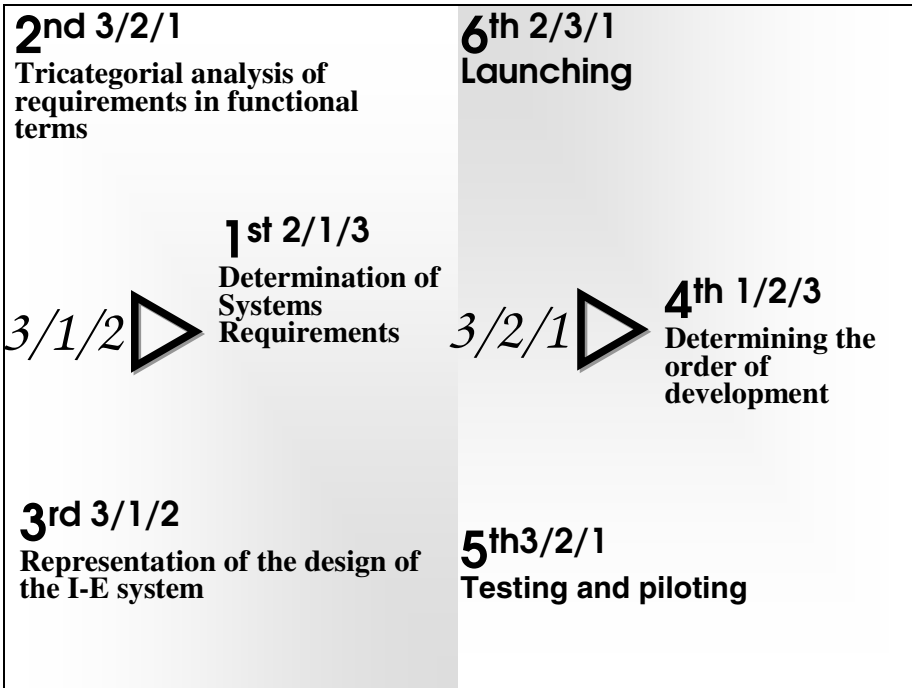 2nd 3/2/1
Tricategorial analysis of
requirements in functional
terms
1st 2/1/3
Determination of
Systems
Requirements
3/1/2
3rd 3/1/2
Representation of the design of
the I-E system
6th 2/3/1
Launching
3/2/1
4th 1/2/3
Determining the
order of
development
5th3/2/1
Testing and piloting